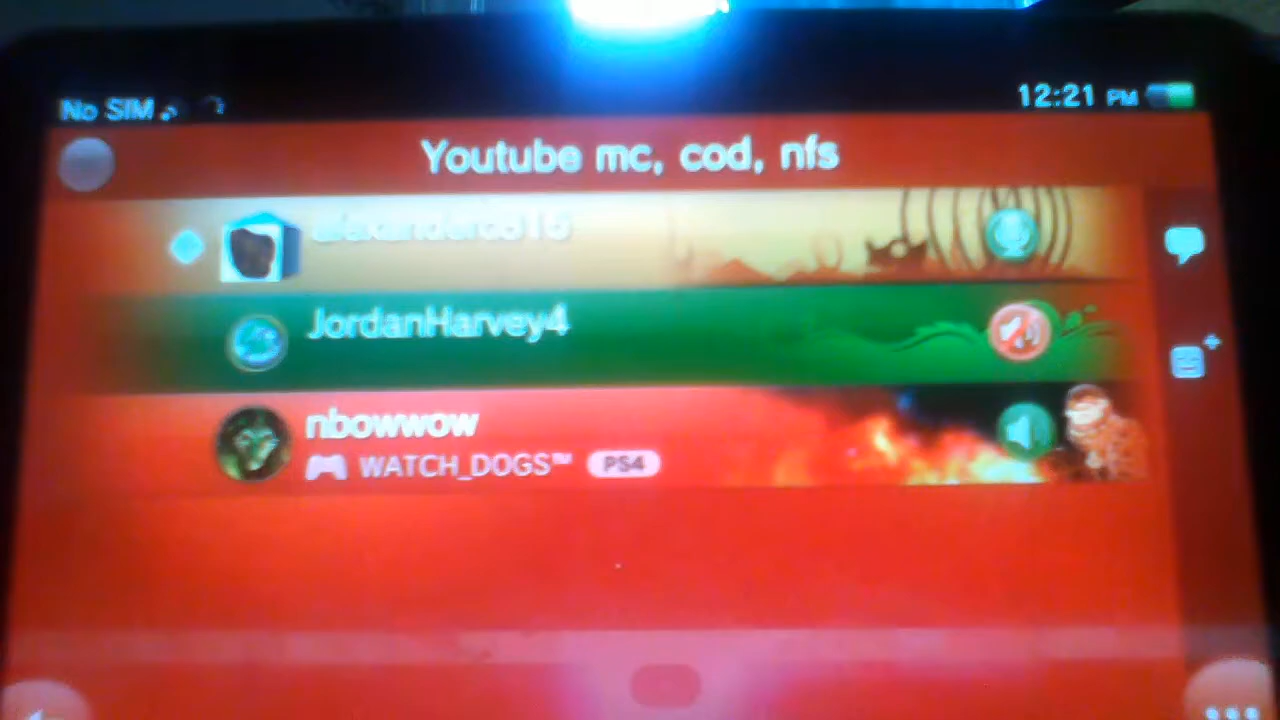 No SIM
12:21 PM
Youtube mc, cod, nfs
JordanHarvey4
nbowwow
WATCH_DOGS™ PS4